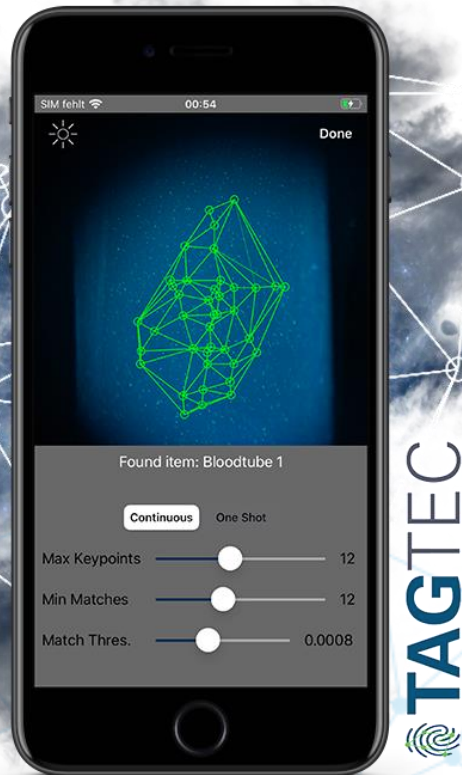 SIM fehlt 00:54
Done
Found item: Bloodtube 1
Continuous One Shot
Max Keypoints 12
Min Matches 12
Match Thres. 0.0008
TAGTEC